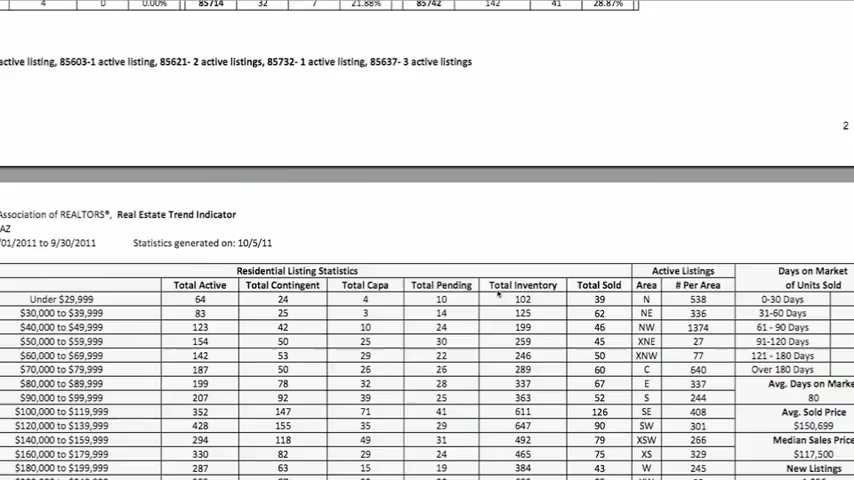 4 0 0.00% 85714 32 7 21.88% 85742 142 41 28.87%
active listing, 85603-1 active listing, 85621- 2 active listings, 85732- 1 active listing, 85637- 3 active listings
2
Association of REALTORS®, Real Estate Trend Indicator
AZ
/01/2011 to 9/30/2011 Statistics generated on: 10/5/11
Residential Listing Statistics Active Listings Days on Market
Total Active Total Contingent Total Capa Total Pending Total Inventory Total Sold Area # Per Area of Units Sold
Under $29,999 64 24 4 10 102 39 N 538 0-30 Days
$30,000 to $39,999 83 25 3 14 125 62 NE 336 31-60 Days
$40,000 to $49,999 123 42 10 24 199 46 NW 1374 61 - 90 Days
$50,000 to $59,999 154 50 25 30 259 45 XNE 27 91-120 Days
$60,000 to $69,999 142 53 29 22 246 50 XNW 77 121 - 180 Days
$70,000 to $79,999 187 50 26 26 289 60 C 640 Over 180 Days
$80,000 to $89,999 199 78 32 28 337 67 E 337 Avg. Days on Marke
$90,000 to $99,999 207 92 39 25 363 52 S 244 80
$100,000 to $119,999 352 147 71 41 611 126 SE 408 Avg. Sold Price
$120,000 to $139,999 428 155 35 29 647 90 SW 301 $150,699
$140,000 to $159,999 294 118 49 31 492 79 XSW 266 Median Sales Price
$160,000 to $179,999 330 82 29 24 465 75 XS 329 $117,500
$180,000 to $199,999 287 63 15 19 384 43 W 245 New Listings